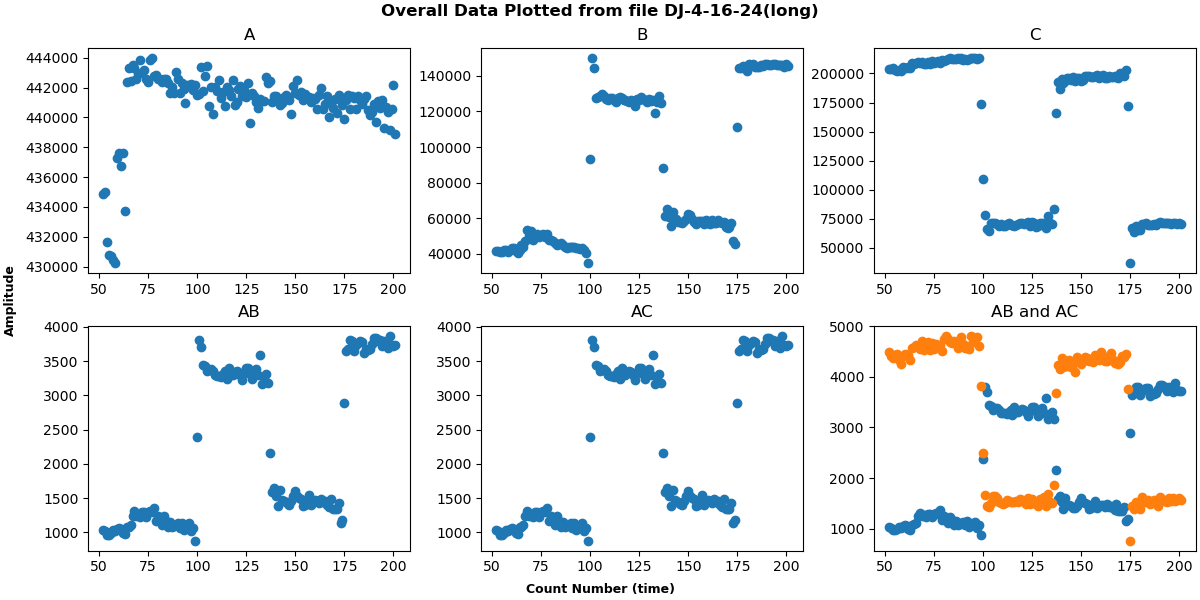 Overall Data Plotted from file DJ-4-16-24(long)
A
B
C
444000
442000
440000
438000
436000
434000
432000
430000
50 75 100 125 150 175 200
140000
120000
100000
80000
60000
40000
50 75 100 125 150 175 200
200000
175000
150000
125000
100000
75000
50000
50 75 100 125 150 175 200
Amplitude
AB
AC
AB and AC
4000
3500
3000
2500
2000
1500
1000
50 75 100 125 150 175 200
4000
3500
3000
2500
2000
1500
1000
50 75 100 125 150 175 200
5000
4000
3000
2000
1000
50 75 100 125 150 175 200
Count Number (time)